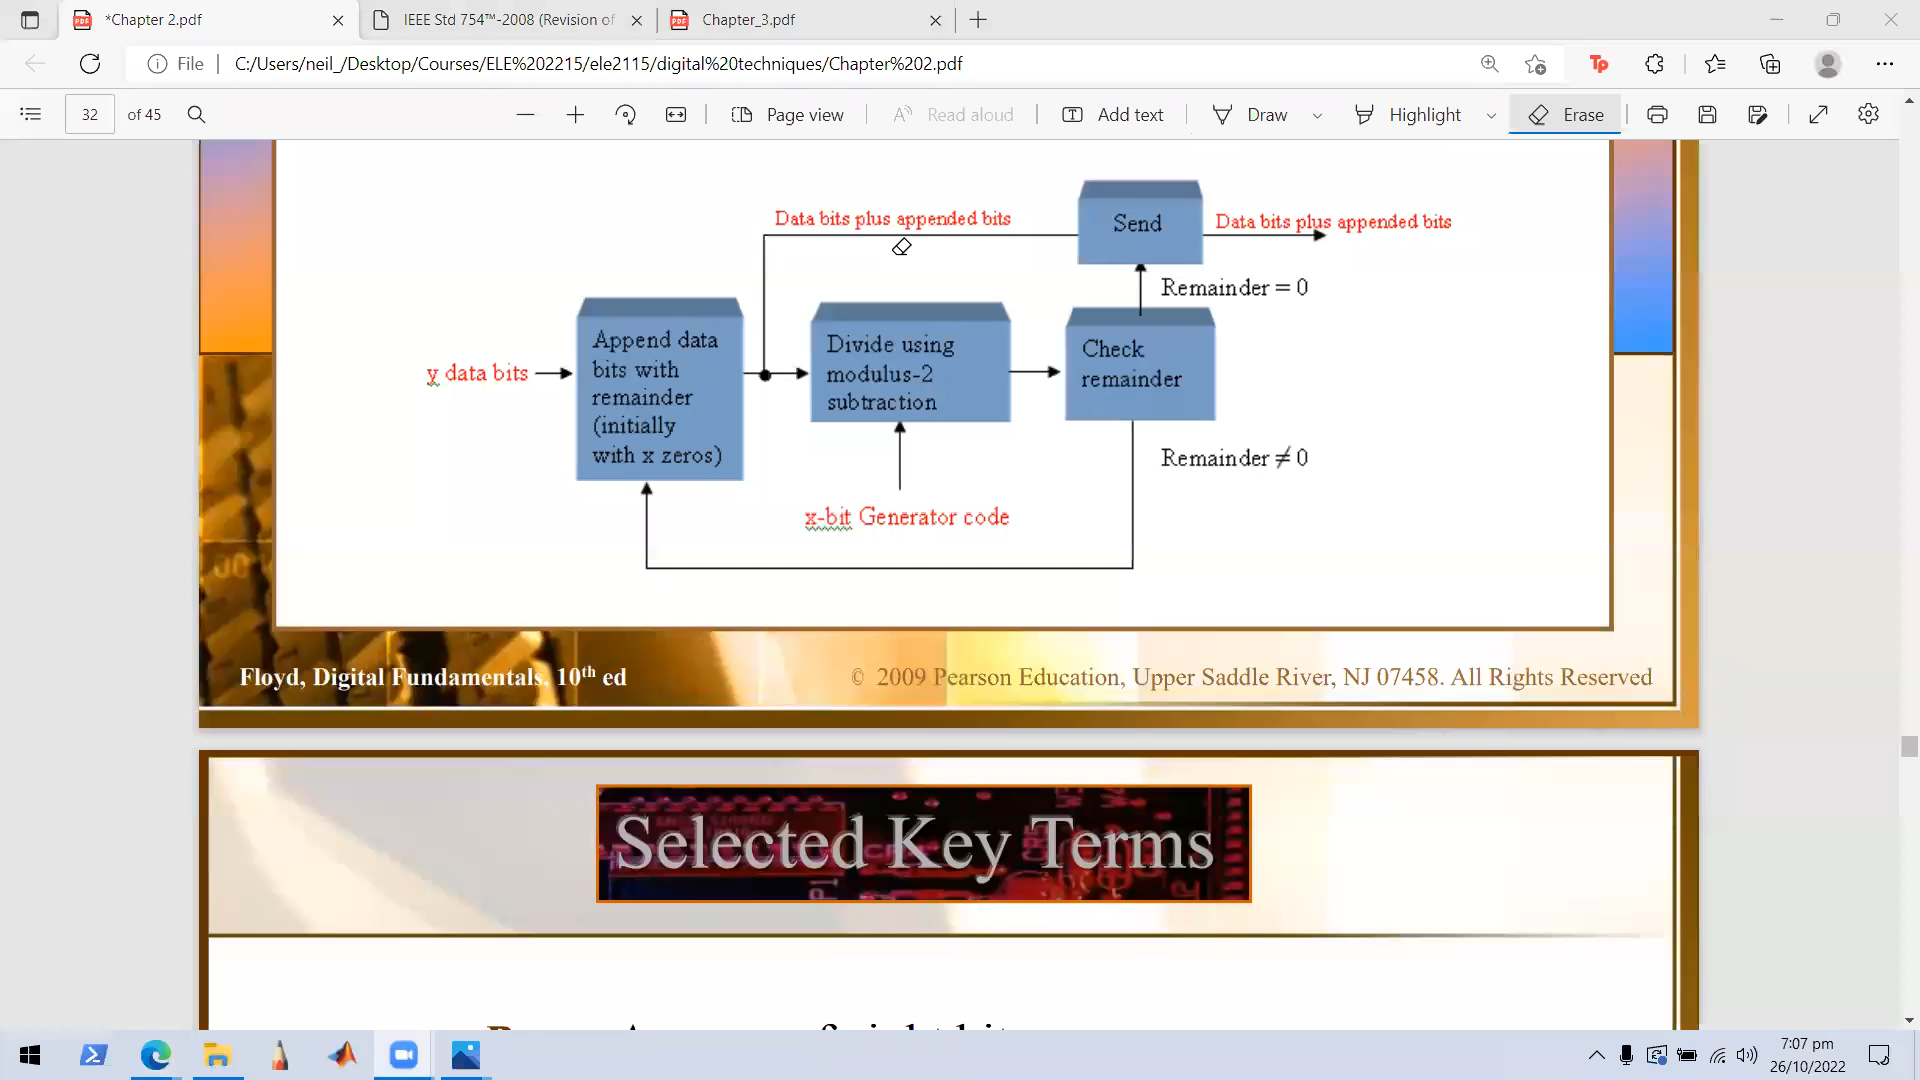 *Chapter 2.pdf
IEEE Std 754™-2008 (Revision of
Chapter_3.pdf
File
C:/Users/neil_/Desktop/Courses/ELE%202215/ele2115/digital%20techniques/Chapter%202.pdf
32 of 45
Page view
Read aloud
Add text
Draw
Highlight
Erase
Data bits plus appended bits
Send
Data bits plus appended bits
Remainder = 0
y data bits
Append data
bits with
remainder
(initially
with x zeros)
Divide using
modulus-2
subtraction
Check
remainder
Remainder ≠ 0
x-bit Generator code
Floyd, Digital Fundamentals, 10th ed
© 2009 Pearson Education, Upper Saddle River, NJ 07458. All Rights Reserved
Selected Key Terms
7:07 pm
26/10/2022